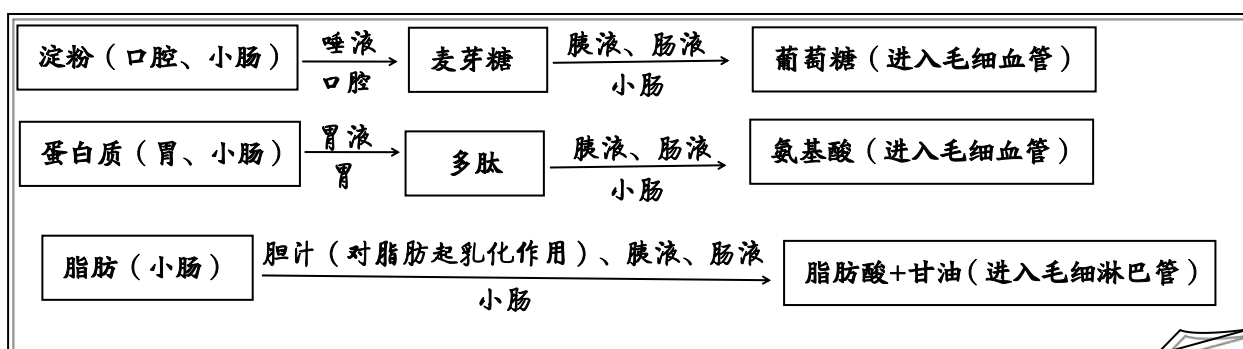 淀粉（口腔、小肠） 唾液 口腔 麦芽糖 胰液、肠液 小肠 葡萄糖（进入毛细血管）
蛋白质（胃、小肠） 胃液 胃 多肽 胰液、肠液 小肠 氨基酸（进入毛细血管）
脂肪（小肠） 胆汁（对脂肪起乳化作用）、胰液、肠液 小肠 脂肪酸+甘油（进入毛细淋巴管）